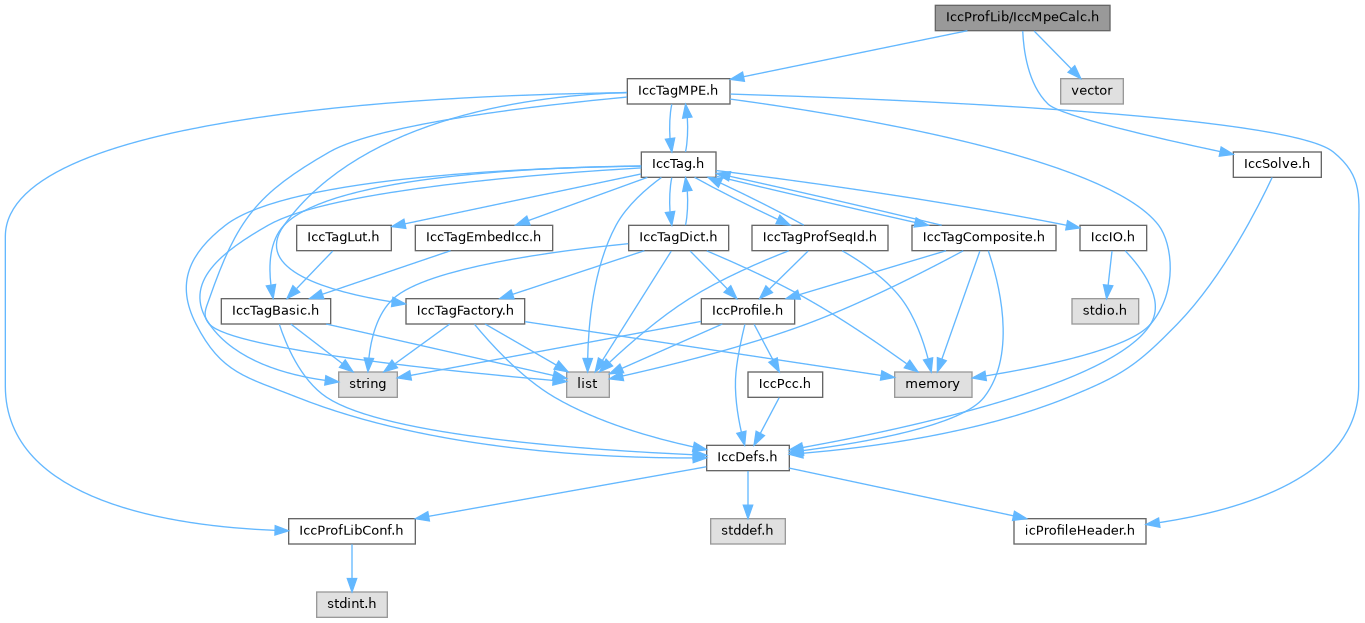 IccProfLib/IccMpeCalc.h
IccTagMPE.h
vector
IccTag.h
IccSolve.h
IccTagLut.h
IccTagEmbedIcc.h
IccTagDict.h
IccTagProfSeqId.h
IccTagComposite.h
IccIO.h
IccTagBasic.h
IccTagFactory.h
IccProfile.h
stdio.h
string
list
IccPcc.h
memory
IccDefs.h
IccProfLibConf.h
stddef.h
icProfileHeader.h
stdint.h